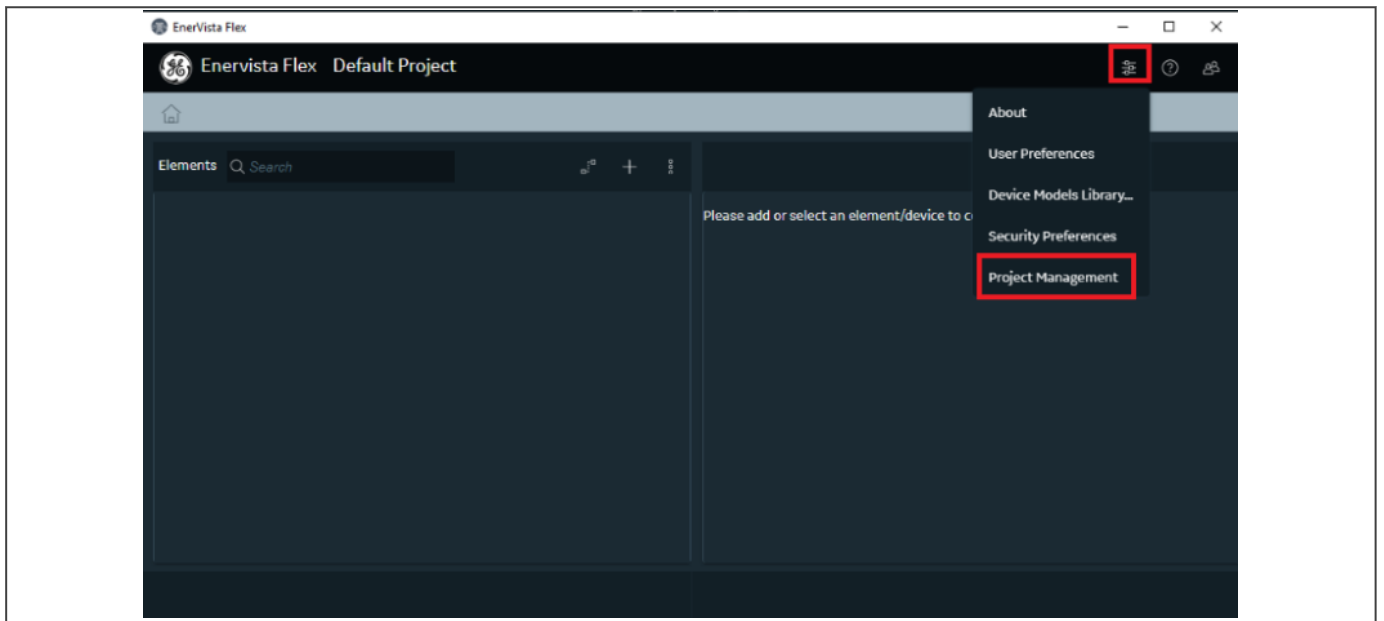 EnerVista Flex
Enervista Flex Default Project
About
User Preferences
Elements Search
Device Models Library...
Please add or select an element/device to c
Security Preferences
Project Management